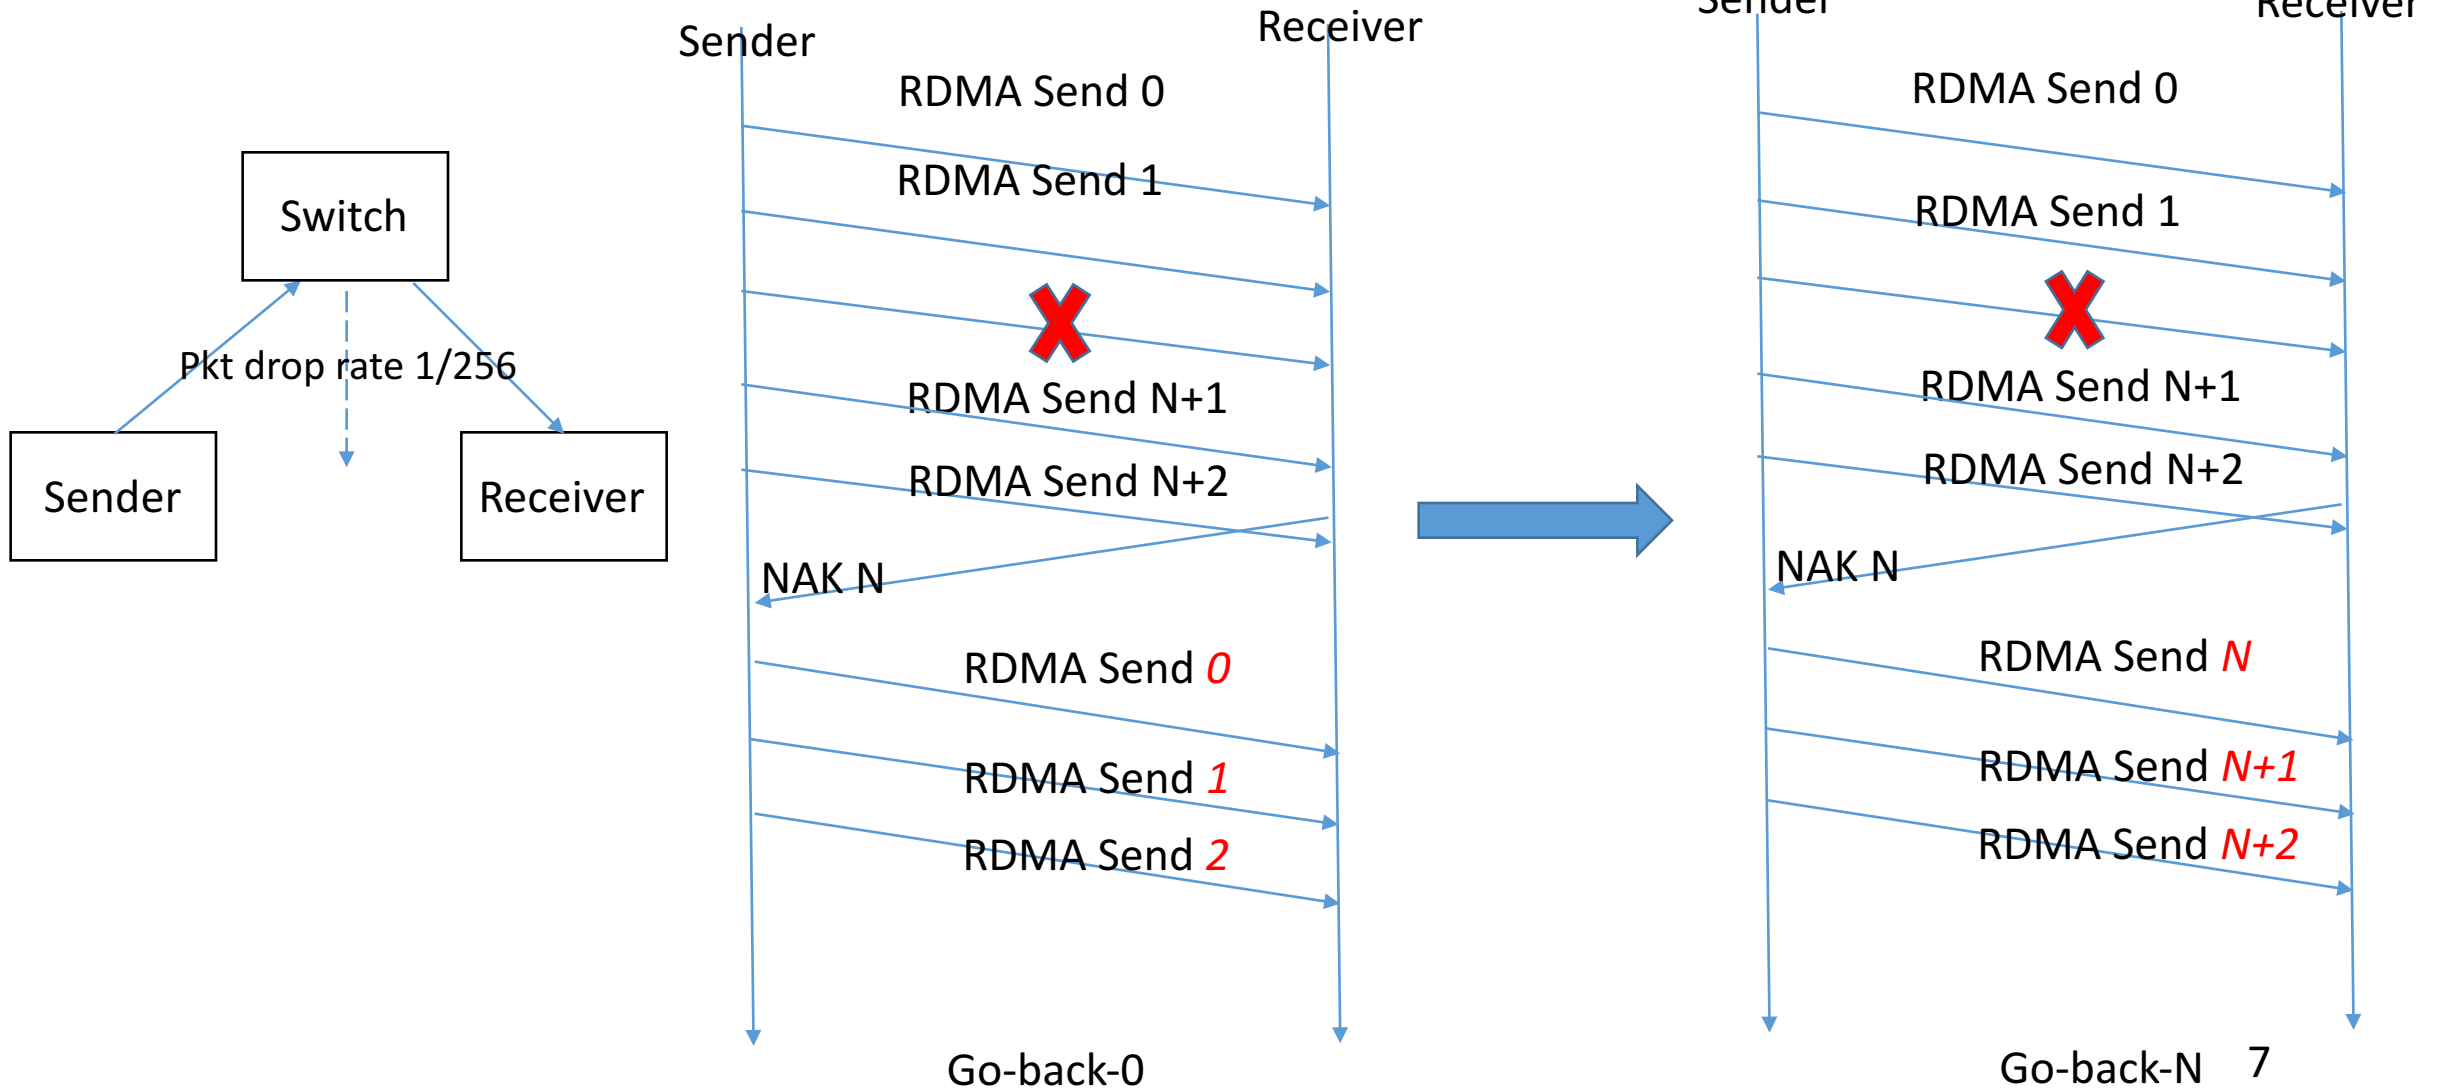 Switch
Pkt drop rate 1/256
Sender
Receiver
Sender
Receiver
RDMA Send 0
RDMA Send 1
RDMA Send N+1
RDMA Send N+2
NAK N
RDMA Send 0
RDMA Send 1
RDMA Send 2
Go-back-0
Sender
Receiver
RDMA Send 0
RDMA Send 1
RDMA Send N+1
RDMA Send N+2
NAK N
RDMA Send N
RDMA Send N+1
RDMA Send N+2
Go-back-N
7